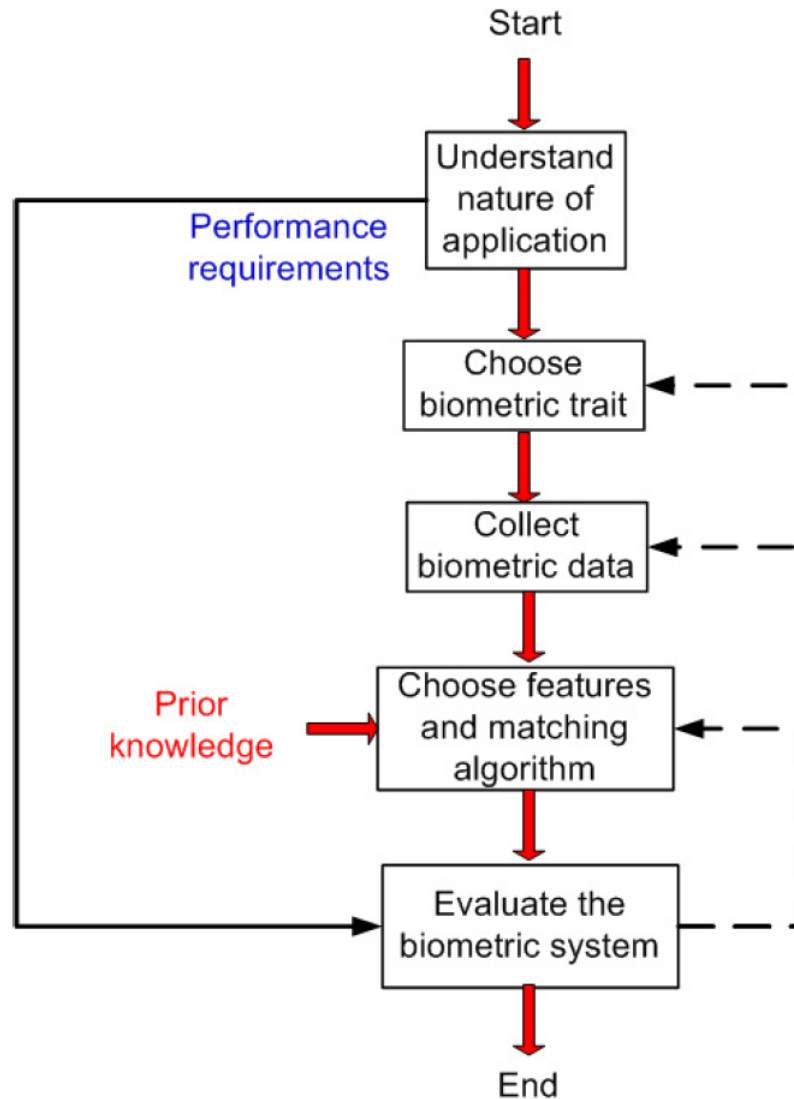 Start
Understand
nature of
application
Performance
requirements
Choose
biometric trait
Collect
biometric data
Choose features
and matching
algorithm
Prior
knowledge
Evaluate the
biometric system
End